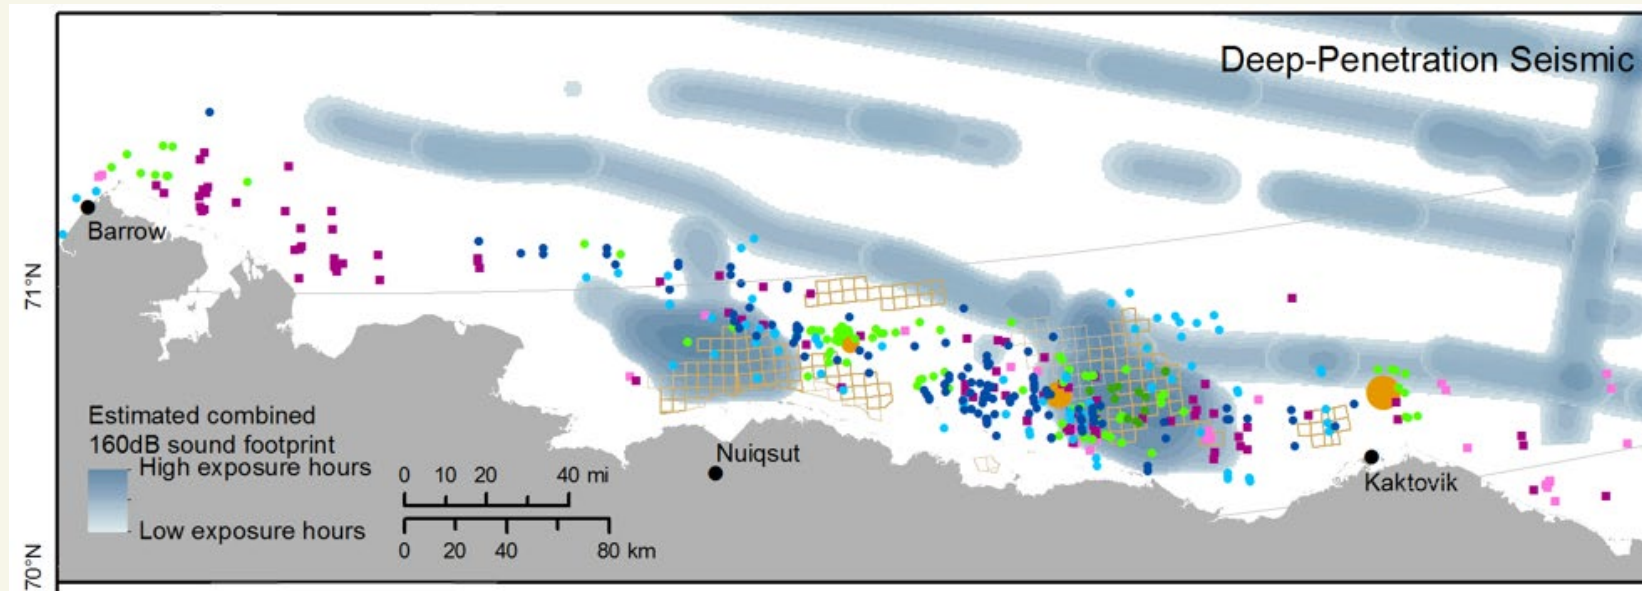 Deep-Penetration Seismic
Barrow
71°N
Estimated combined
160dB sound footprint
High exposure hours
Low exposure hours
0 10 20 40 mi
0 20 40 80 km
Nuiqsut
Kaktovik
70°N